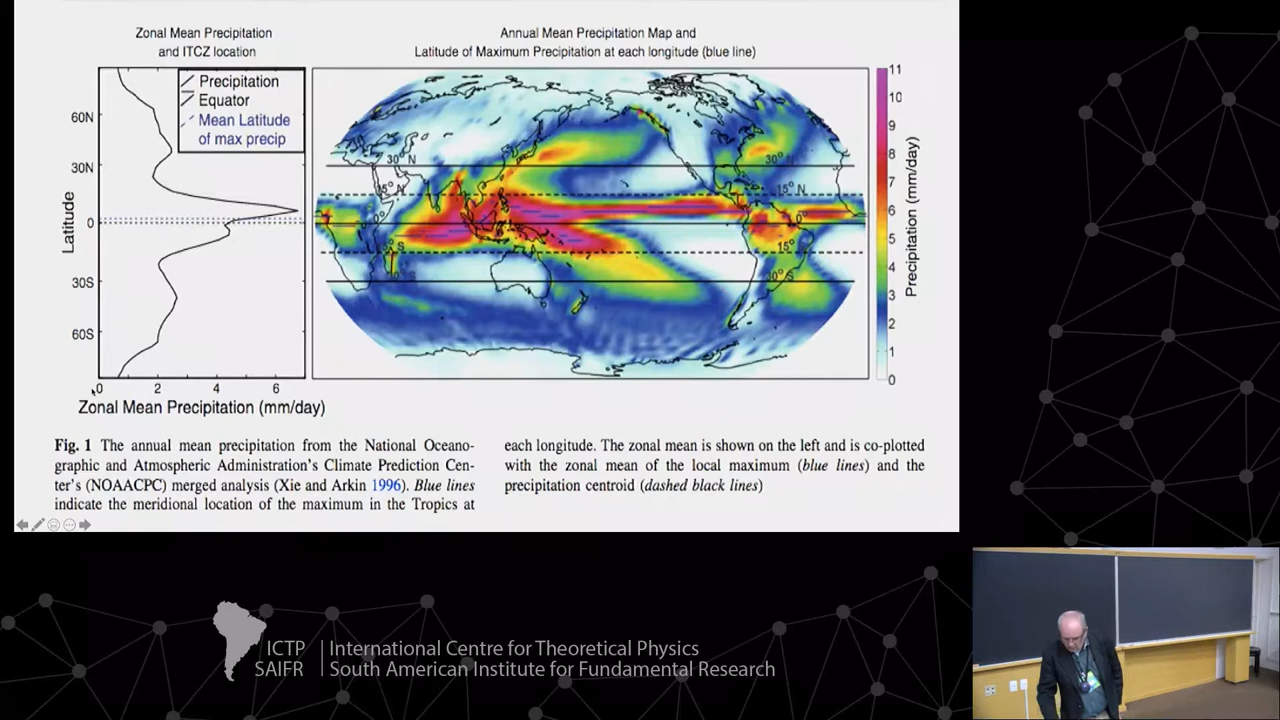 Zonal Mean Precipitation
and ITCZ location
Precipitation
Equator
Mean Latitude
of max precip
60N
30N
0
30S
60S
Latitude
0
2
4
6
Zonal Mean Precipitation (mm/day)
Annual Mean Precipitation Map and
Latitude of Maximum Precipitation at each longitude (blue line)
30° N
30° N
15° N
15° N
0°
0°
15°
30° S
11
10
9
8
7
6
5
4
3
2
1
0
Precipitation (mm/day)
Fig. 1 The annual mean precipitation from the National Oceano-
graphic and Atmospheric Administration's Climate Prediction Cen-
ter's (NOAACPC) merged analysis (Xie and Arkin 1996). Blue lines
indicate the meridional location of the maximum in the Tropics at
each longitude. The zonal mean is shown on the left and is co-plotted
with the zonal mean of the local maximum (blue lines) and the
precipitation centroid (dashed black lines)
ICTP
SAIFR
International Centre for Theoretical Physics
South American Institute for Fundamental Research